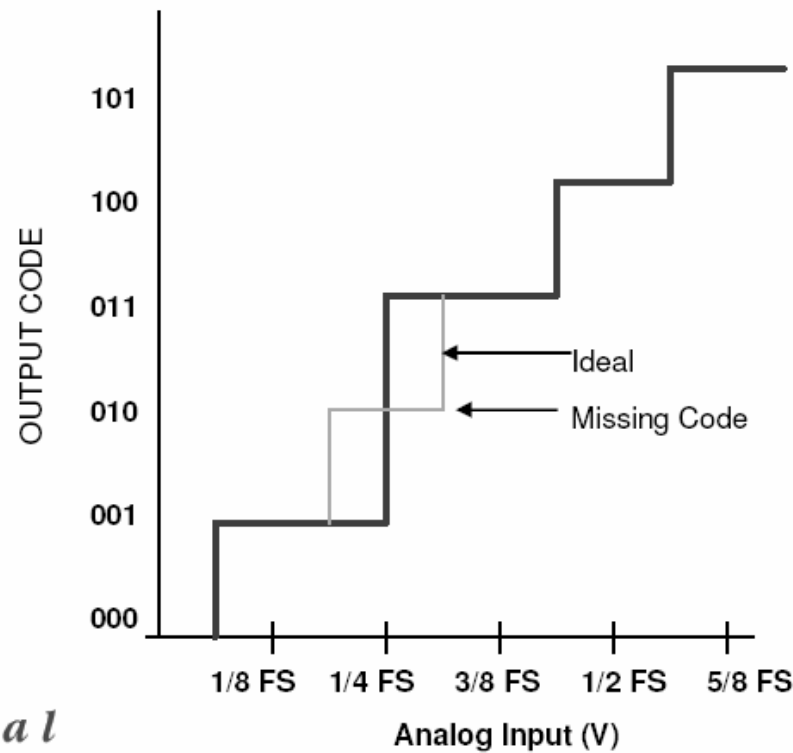 101
100
011
010
001
000
OUTPUT CODE
Ideal
Missing Code
1/8 FS 1/4 FS 3/8 FS 1/2 FS 5/8 FS
Analog Input (V)
a l